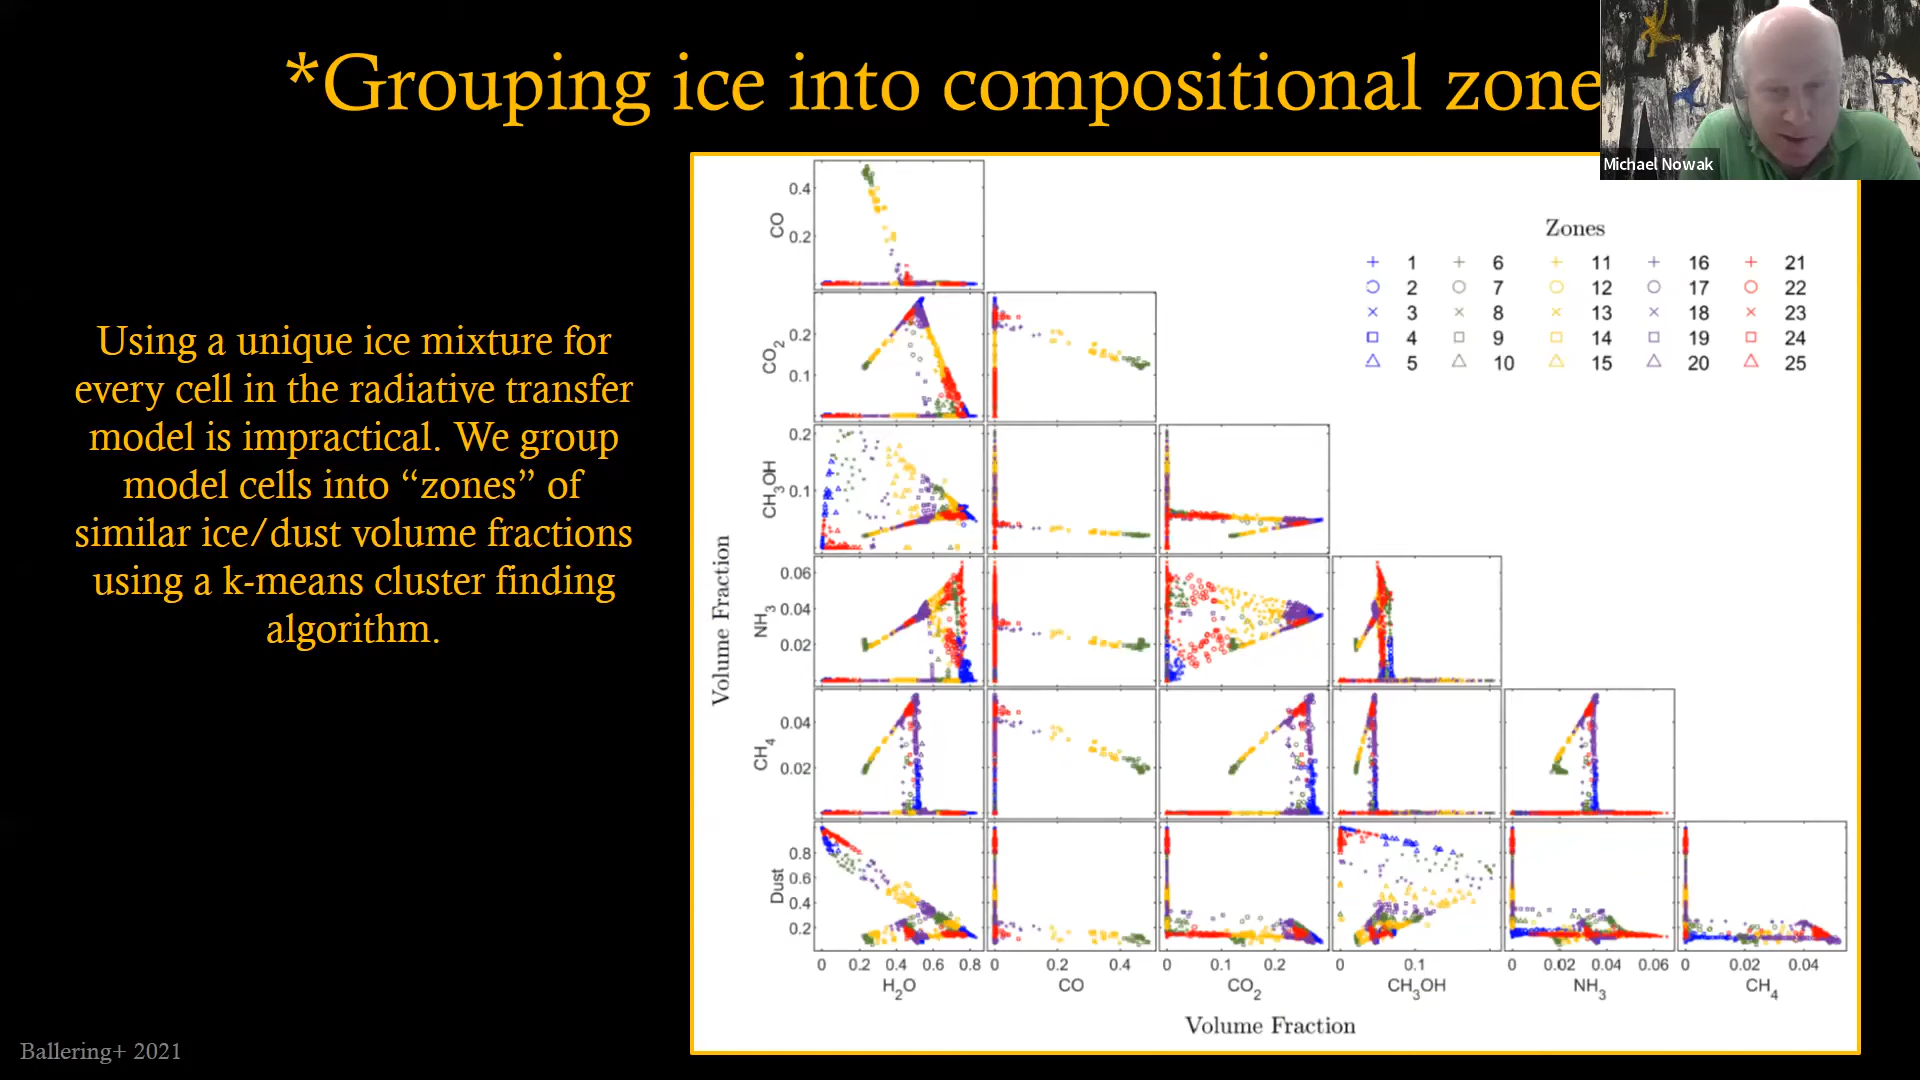 *Grouping ice into compositional zone
Michael Nowak
Using a unique ice mixture for
every cell in the radiative transfer
model is impractical. We group
model cells into “zones” of
similar ice/dust volume fractions
using a k-means cluster finding
algorithm.
Zones
1 6 11 16 21
2 7 12 17 22
3 8 13 18 23
4 9 14 19 24
5 10 15 20 25
Volume Fraction
CO
0.4
0.2
CO2
0.2
0.1
CH3OH
0.2
0.1
NH3
0.06
0.04
0.02
CH4
0.04
0.02
Dust
0.8
0.6
0.4
0.2
0 0.2 0.4 0.6 0.8 0 0.2 0.4 0 0.1 0.2 0 0.1 0 0.02 0.04 0.06 0 0.02 0.04
H2O CO CO2 CH3OH NH3 CH4
Volume Fraction
Ballering+ 2021